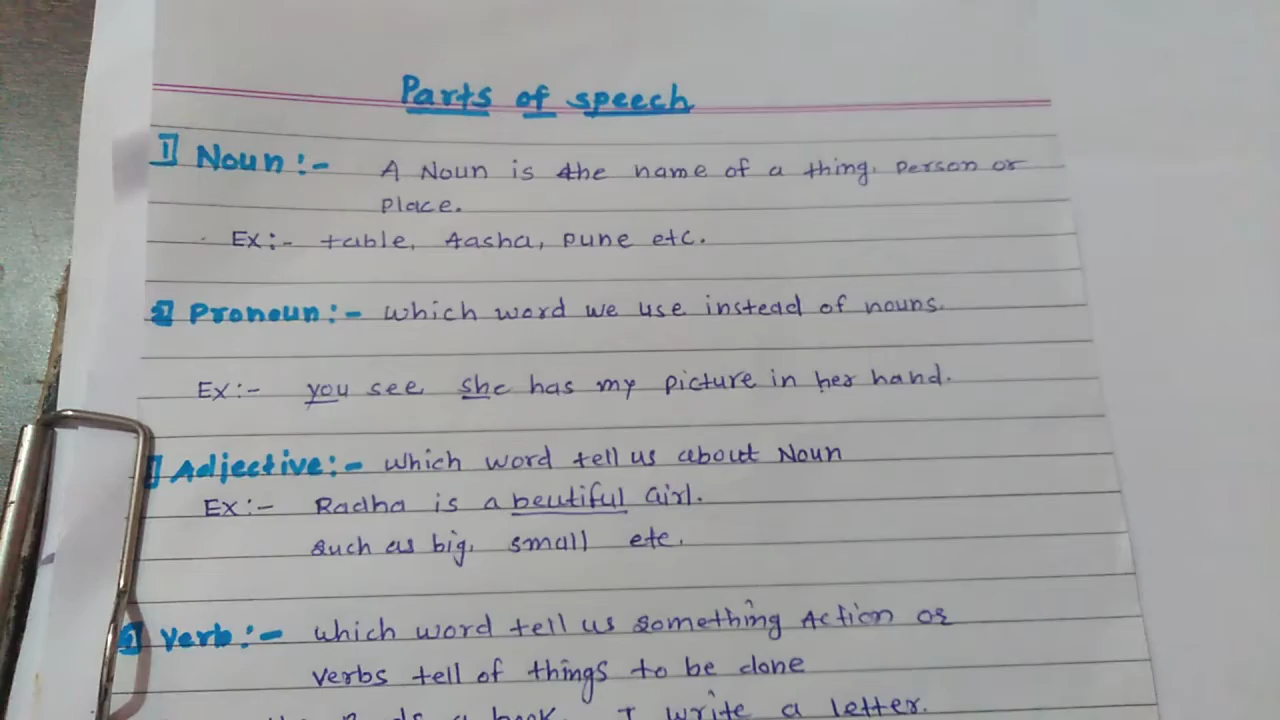 Parts of speech
1] Noun:- A Noun is the name of a thing, person or
place.
Ex:- table, Aasha, pune etc.
2] Pronoun:- which word we use instead of nouns.
Ex:- you see she has my picture in her hand.
] Adjective:- which word tell us about Noun
Ex:- Radha is a beutiful girl.
such as big, small etc.
] Verb:- which word tell us something Action or
verbs tell of things to be done
a book. I write a letter.